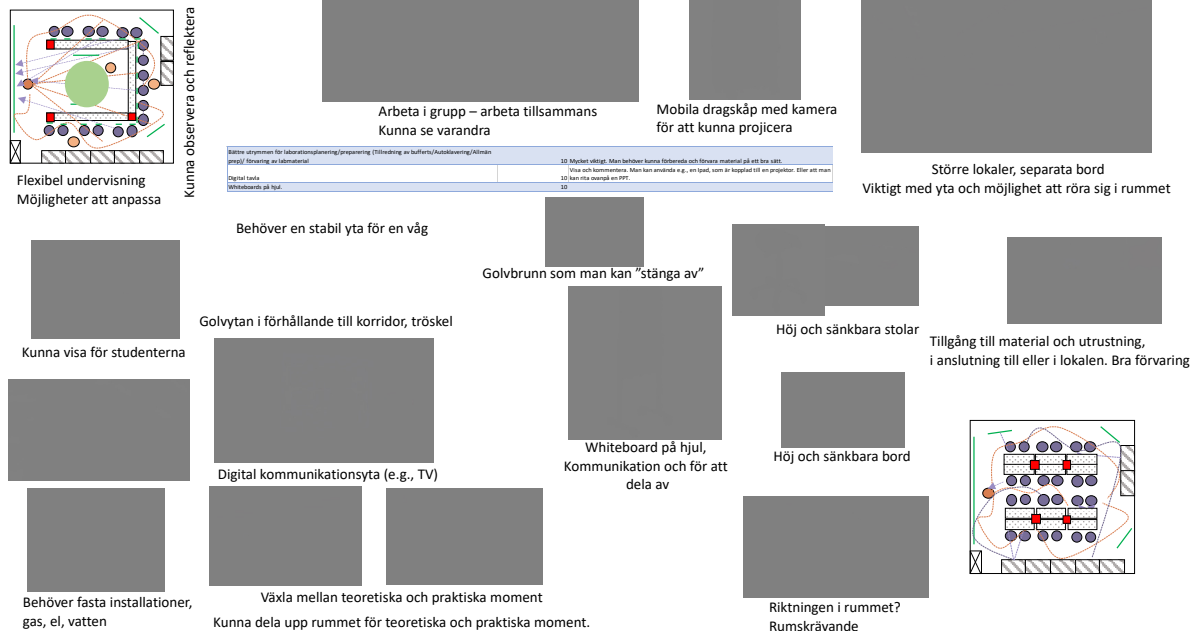 Kunna observera och reflektera
Flexibel undervisning
Möjligheter att anpassa
Arbeta i grupp – arbeta tillsammans
Kunna se varandra
Mobila dragskåp med kamera
för att kunna projicera
Större lokaler, separata bord
Viktigt med yta och möjlighet att röra sig i rummet
Bättre utrymmen för laborationsplanering/preparering (Tillredning av bufferts/Autoklavering/Allmän
prep)/ förvaring av labmaterial 10 Mycket viktigt. Man behöver kunna förbereda och förvara material på ett bra sätt.
Visa och kommentera. Man kan använda e.g., en Ipad, som är kopplad till en projektor. Eller att man
Digital tavla 10 kan rita ovanpå en PPT.
Whiteboards på hjul. 10
Behöver en stabil yta för en våg
Golvbrunn som man kan ”stänga av”
Golvytan i förhållande till korridor, tröskel
Kunna visa för studenterna
Höj och sänkbara stolar
Tillgång till material och utrustning,
i anslutning till eller i lokalen. Bra förvaring
Digital kommunikationsyta (e.g., TV)
Whiteboard på hjul,
Kommunikation och för att
dela av
Höj och sänkbara bord
Behöver fasta installationer,
gas, el, vatten
Växla mellan teoretiska och praktiska moment
Kunna dela upp rummet för teoretiska och praktiska moment.
Riktningen i rummet?
Rumskrävande